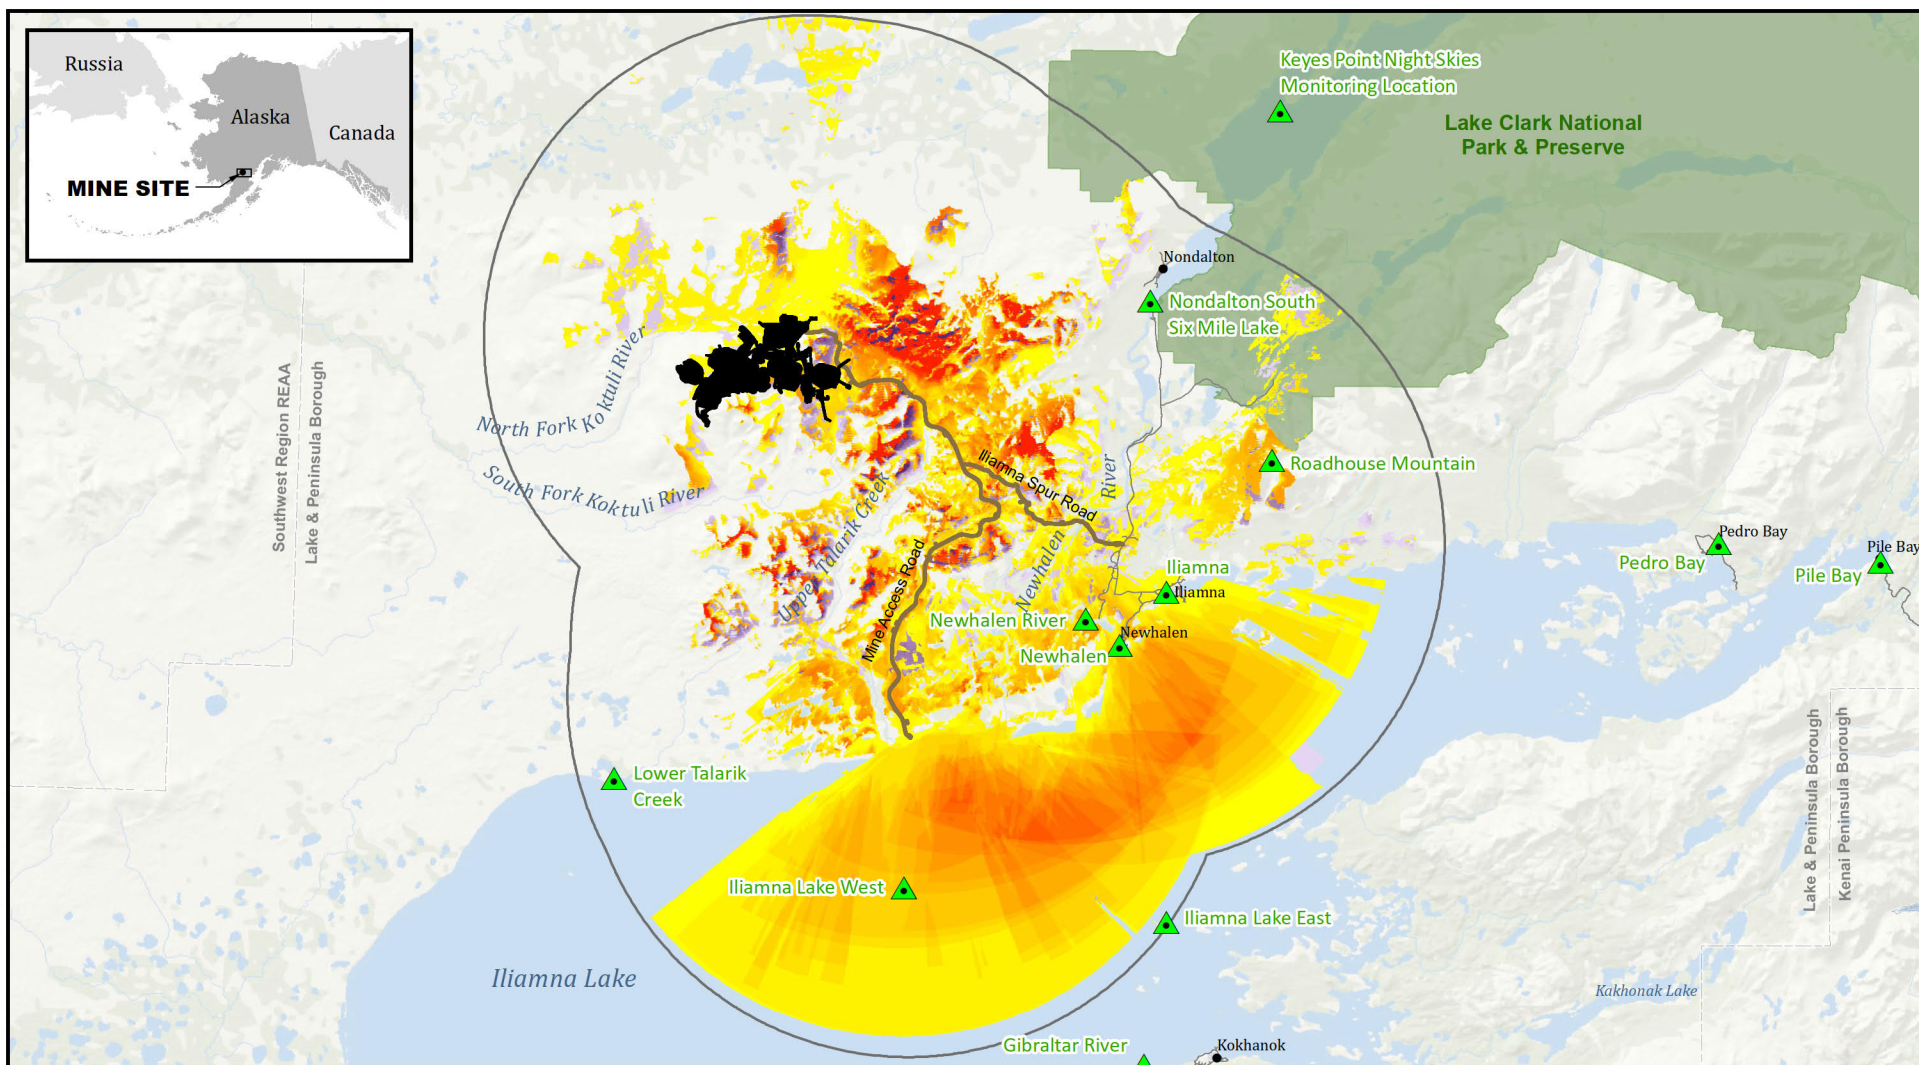 Russia
Alaska
Canada
MINE SITE
Keyes Point Night Skies
Monitoring Location
Lake Clark National
Park & Preserve
Nondalton
Nondalton South
Six Mile Lake
North Fork Koktuli River
South Fork Koktuli River
Southwest Region REAA
Lake & Peninsula Borough
Roadhouse Mountain
Iliamna Spur Road
Newhalen River
Upper Talarik Creek
Mine Access Road
Pedro Bay
Pedro Bay
Pile Bay
Pile Bay
Iliamna
Iliamna
Newhalen River
Newhalen
Newhalen
Lower Talarik
Creek
Iliamna Lake West
Iliamna Lake East
Iliamna Lake
Lake & Peninsula Borough
Kenai Peninsula Borough
Kakhonak Lake
Gibraltar River
Kokhanok